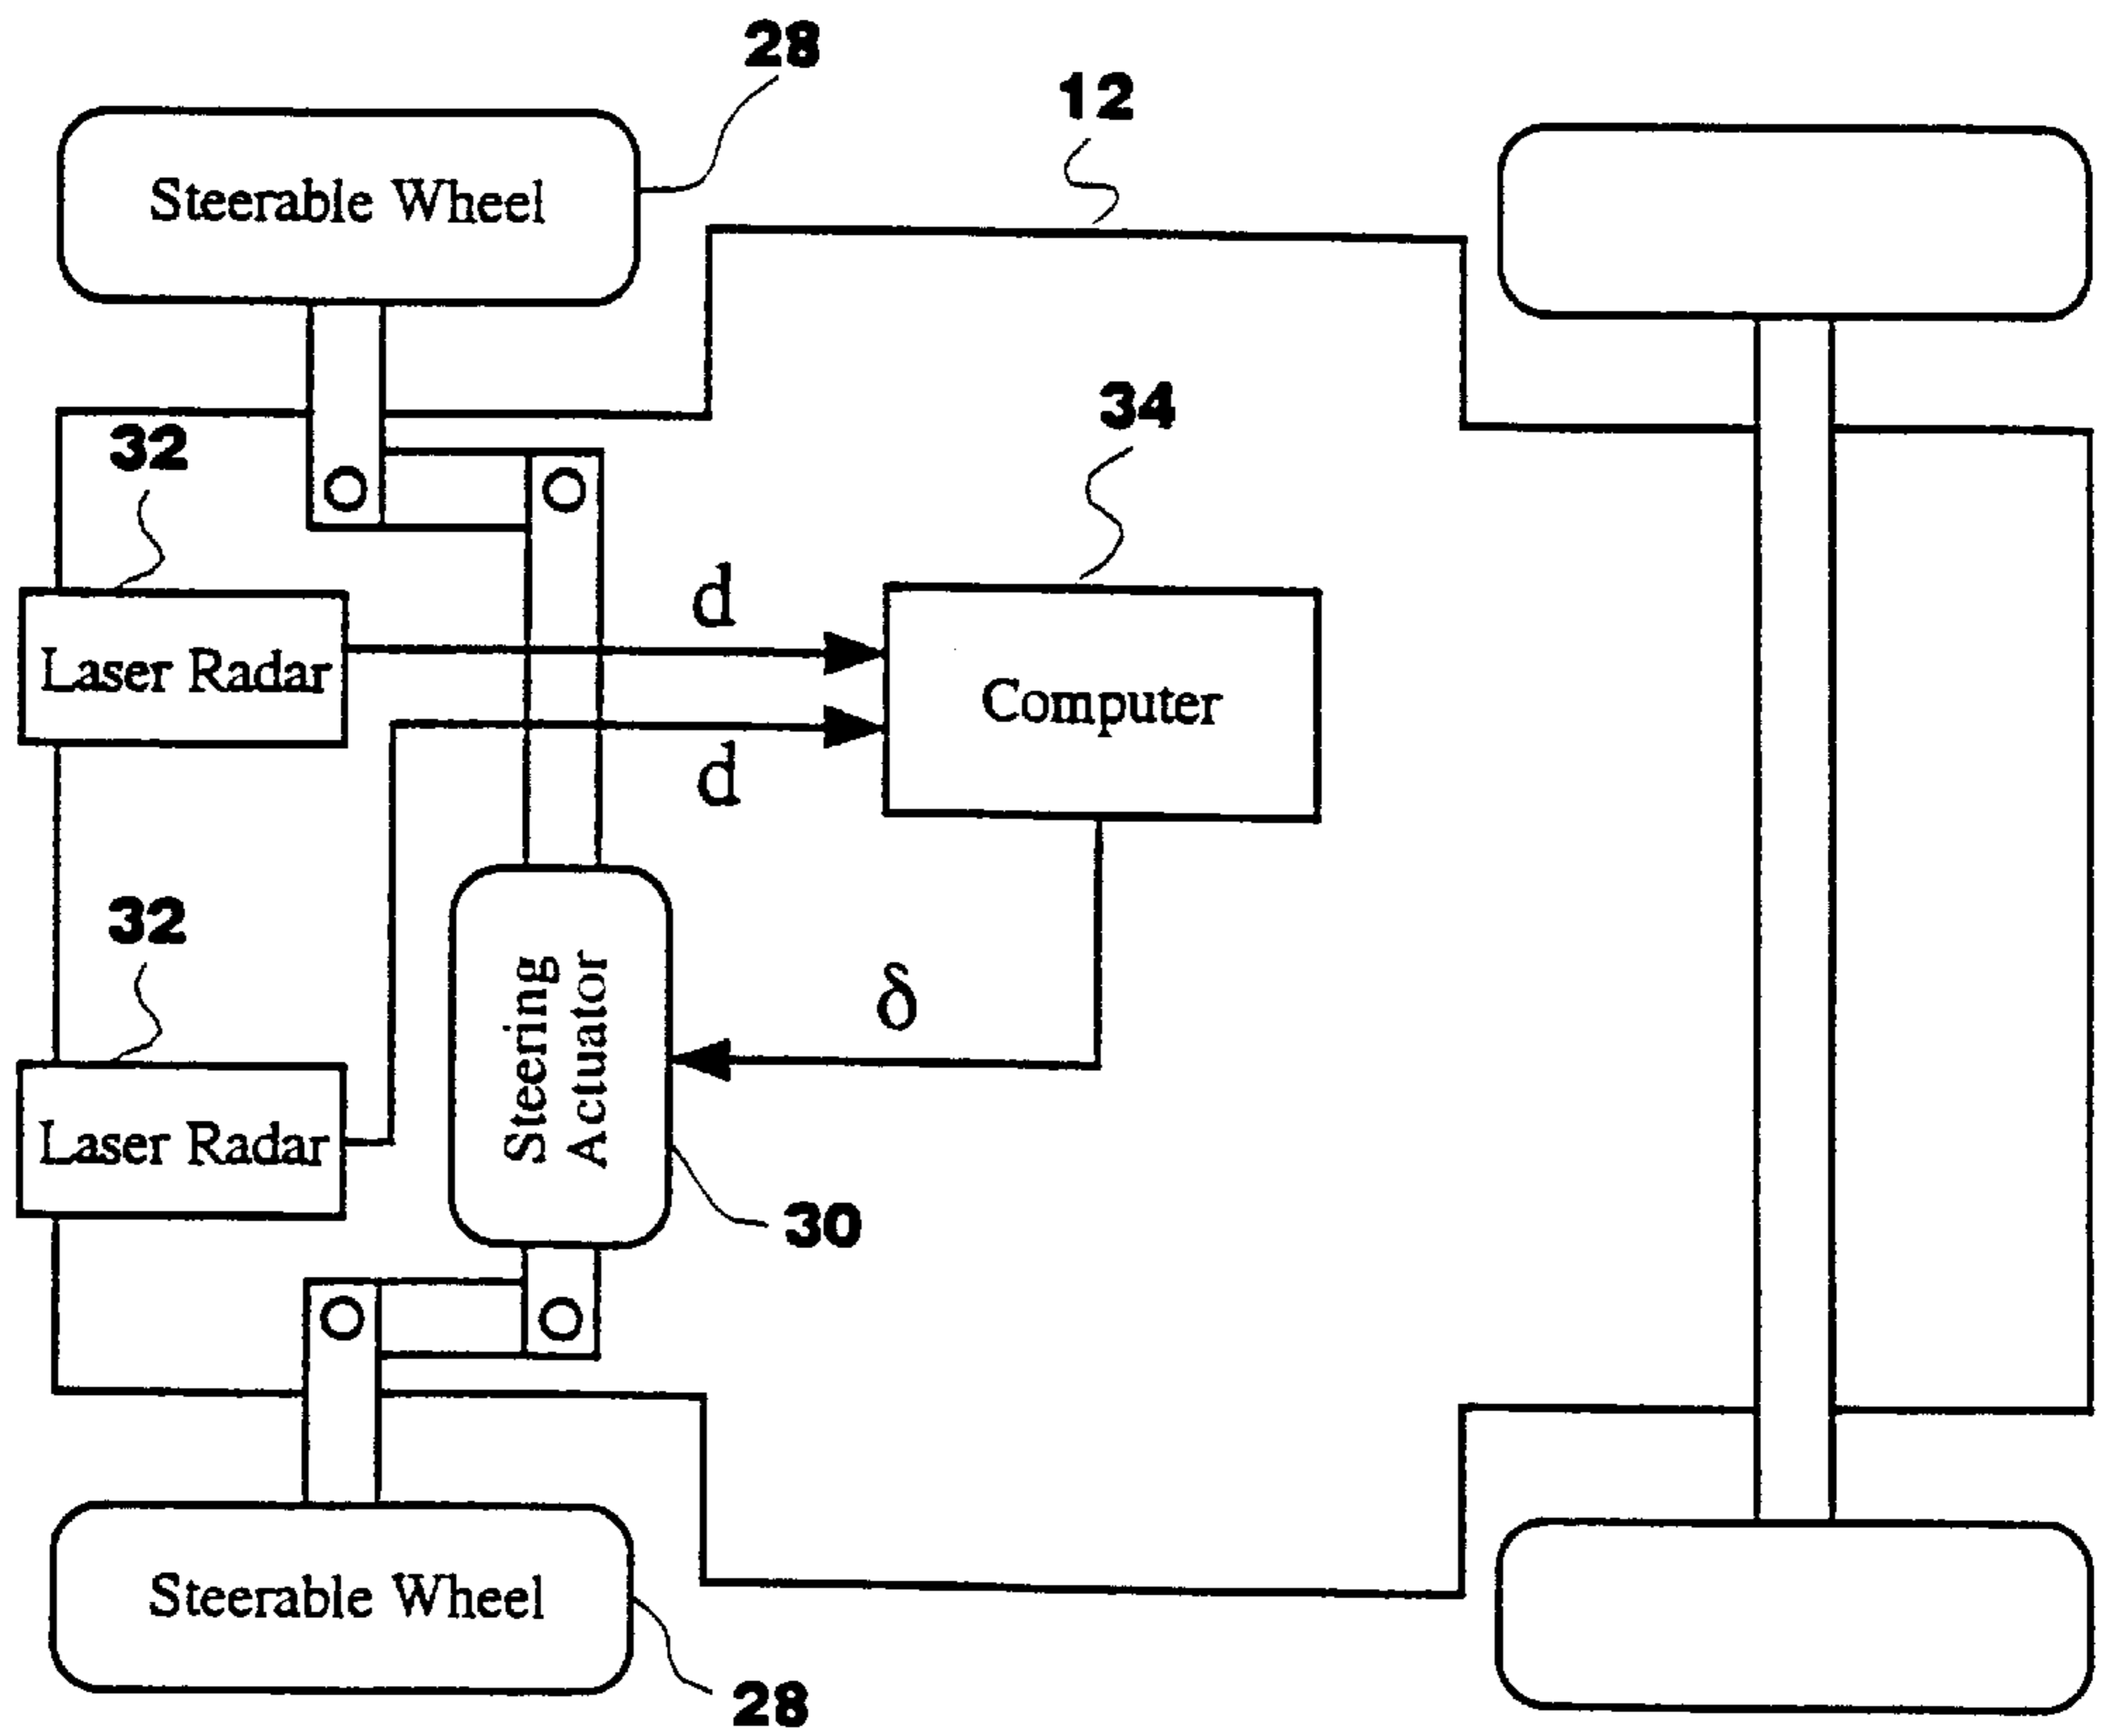 28
12
Steerable Wheel
34
32
d
Laser Radar
Computer
d
32
δ
Steering
Actuator
Laser Radar
30
Steerable Wheel
28